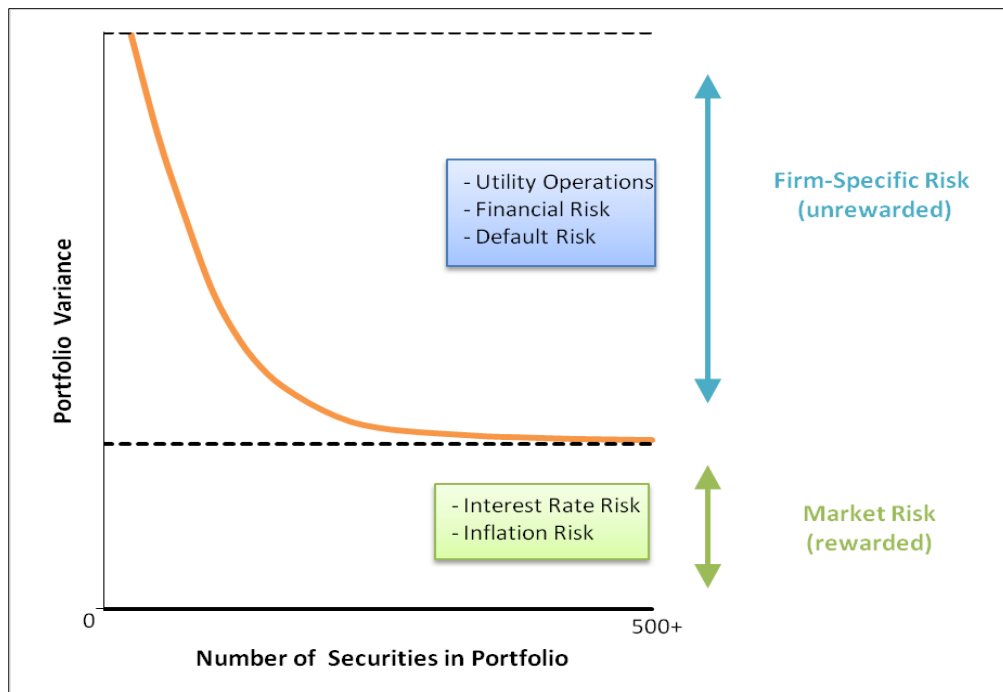 - Utility Operations
- Financial Risk
- Default Risk
Firm-Specific Risk
(unrewarded)
Portfolio Variance
- Interest Rate Risk
- Inflation Risk
Market Risk
(rewarded)
0
500+
Number of Securities in Portfolio